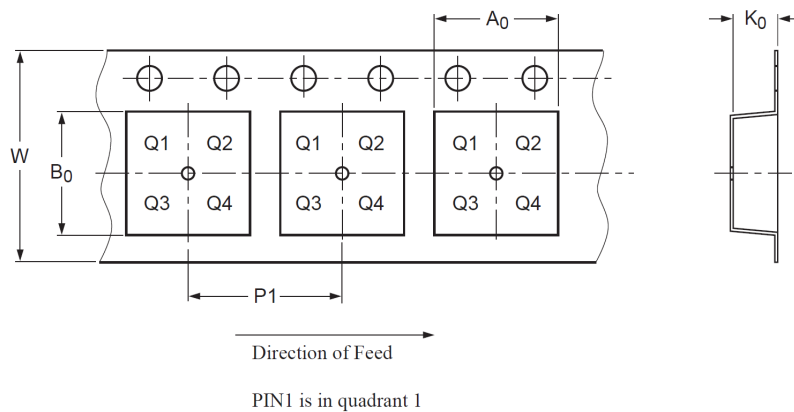 A0
K0
W
B0
Q1 Q2 Q1 Q2 Q1 Q2
Q3 Q4 Q3 Q4 Q3 Q4
P1
Direction of Feed
PIN1 is in quadrant 1